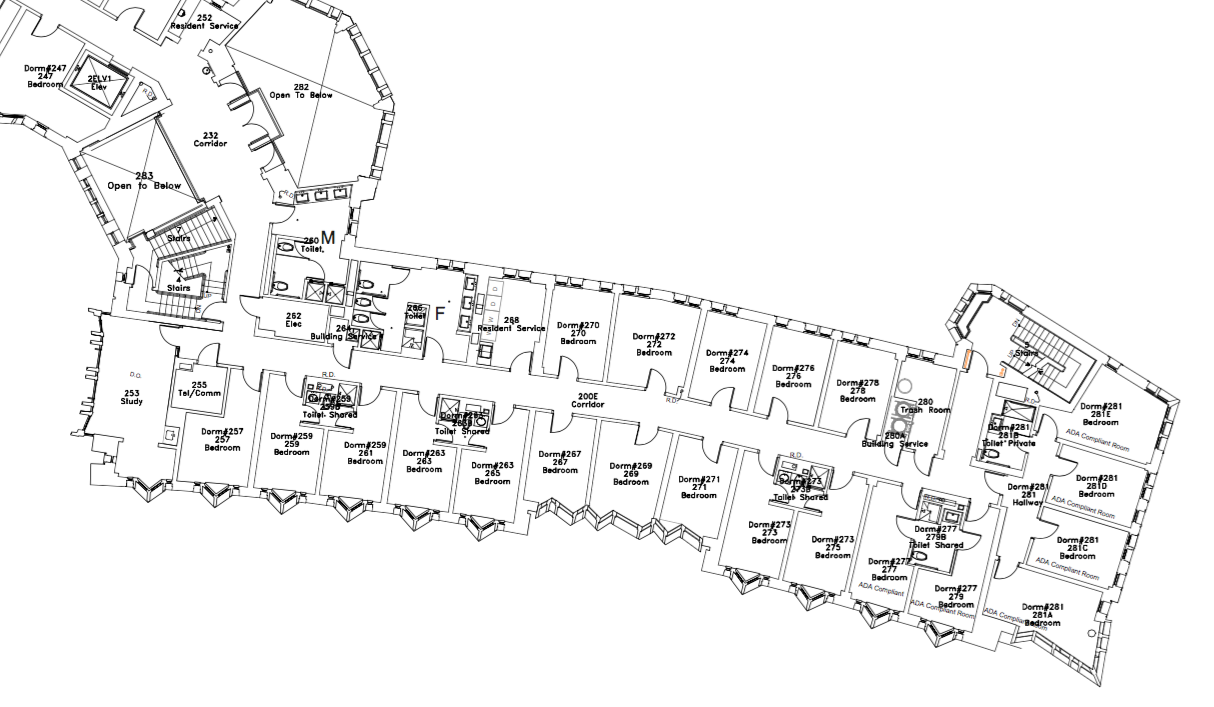 252
Resident Service
Dorm#247
247
Bedroom
2ELV1
Elev
R.D.
282
Open To Below
232
Corridor
283
Open to Below
R.D.
7
Stairs
4
Stairs
260
Toilet
M
262
Elec
264
Building Service
266
Toilet
F
D
D
268
Resident Service
Dorm#270
270
Bedroom
Dorm#272
272
Bedroom
Dorm#274
274
Bedroom
Dorm#276
276
Bedroom
Dorm#278
278
Bedroom
280
Trash Room
280A
Building Service
5
Stairs
R.D.
D.G.
253
Study
255
Tel/Comm
R.D.
Dorm#259
259B
Toilet Shared
Toilet Shared
200E
Corridor
R.D.
Dorm#257
257
Bedroom
Dorm#259
259
Bedroom
Dorm#259
261
Bedroom
Dorm#263
263
Bedroom
Dorm#263
265
Bedroom
Dorm#267
267
Bedroom
Dorm#269
269
Bedroom
Dorm#271
271
Bedroom
R.D.
Dorm#273
273B
Toilet Shared
Dorm#273
273
Bedroom
Dorm#273
275
Bedroom
Dorm#277
279B
Toilet Shared
Dorm#277
277
Bedroom
ADA Compliant
Dorm#277
279
Bedroom
ADA Compliant Room
Dorm#281
281B
Toilet Private
Dorm#281
281
Hallway
Dorm#281
281E
Bedroom
ADA Compliant Room
Dorm#281
281D
Bedroom
ADA Compliant Room
Dorm#281
281C
Bedroom
ADA Compliant Room
Dorm#281
281A
Bedroom
ADA Compliant Room